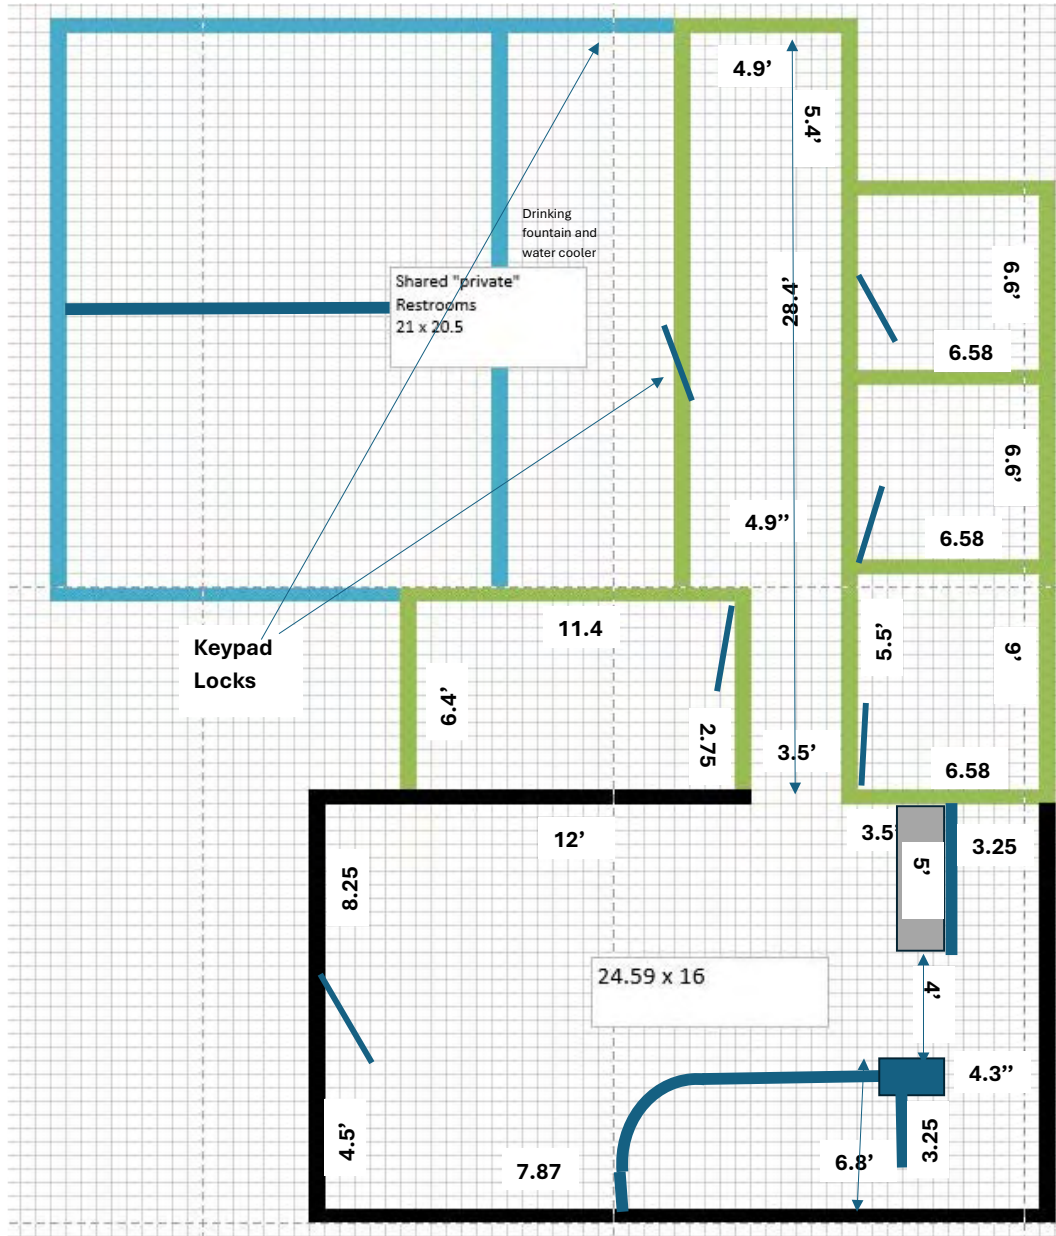 4.9’
5.4’
Drinking
fountain and
water cooler
Shared "private"
Restrooms
21 x 20.5
28.4’
6.6’
6.58
6.6’
4.9”
6.58
Keypad
Locks
11.4
5.5’
9’
6.4’
2.75
3.5’
6.58
12’
3.5’
3.25
8.25
5’
24.59 x 16
4’
4.3”
4.5’
7.87
6.8’
3.25